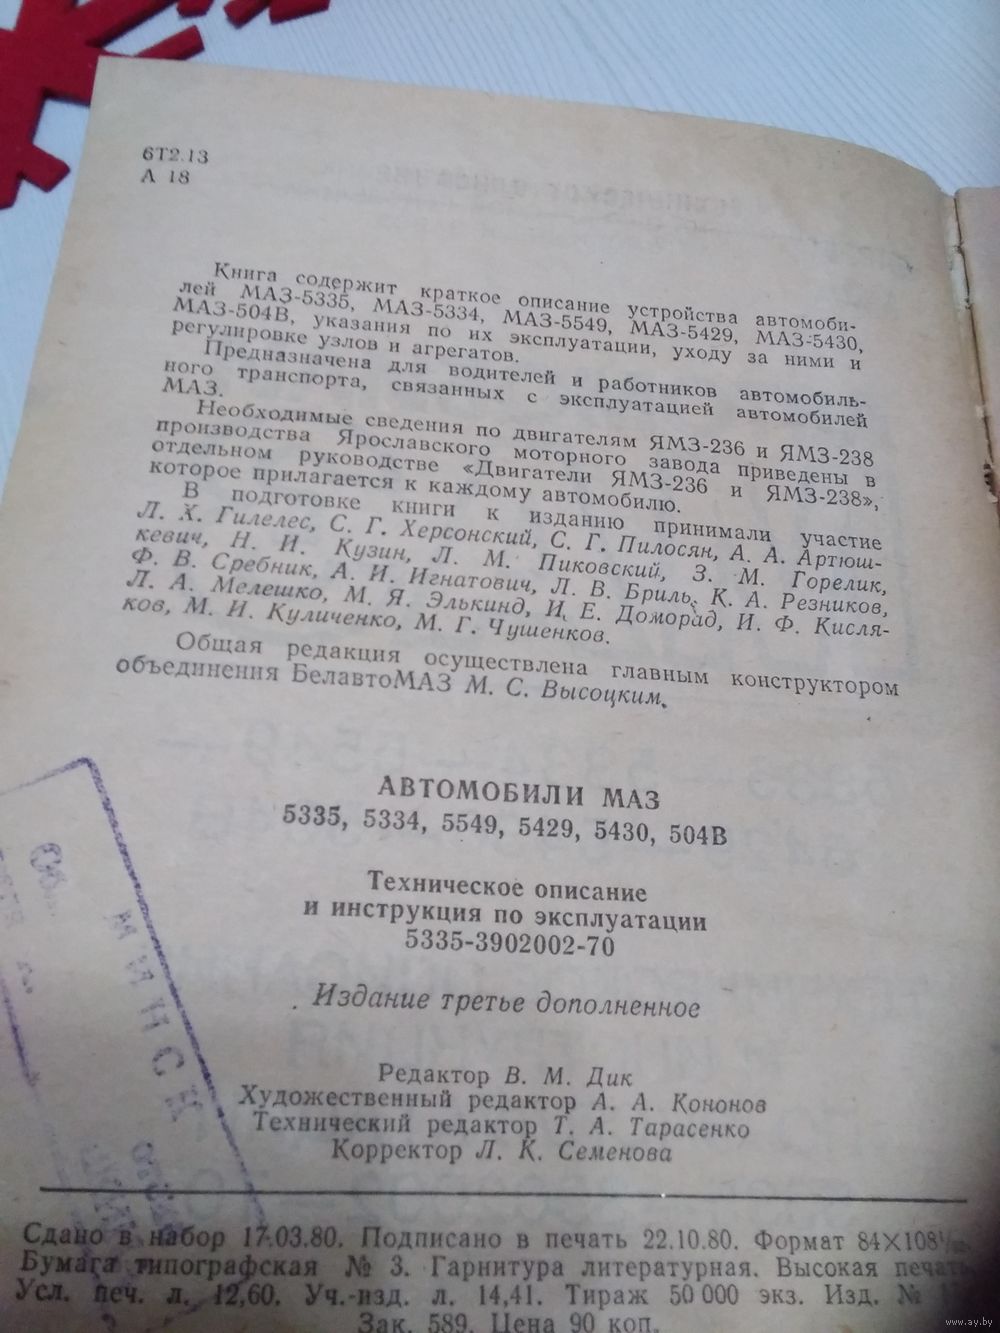 6Т2.13
А 18
Книга содержит краткое описание устройства автомоби-
лей МАЗ-5335, МАЗ-5334, МАЗ-5549, МАЗ-5429, МАЗ-5430,
МАЗ-504В, указания по их эксплуатации, уходу за ними и
регулировке узлов и агрегатов.
Предназначена для водителей и работников автомобиль-
ного транспорта, связанных с эксплуатацией автомобилей
МАЗ.
Необходимые сведения по двигателям ЯМЗ-236 и ЯМЗ-238
производства Ярославского моторного завода приведены в
отдельном руководстве «Двигатели ЯМЗ-236 и ЯМЗ-238»,
которое прилагается к каждому автомобилю.
В подготовке книги к изданию принимали участие
Л. Х. Гилелес, С. Г. Херсонский, С. Г. Пилосян, А. А. Артюш-
кевич, Н. И. Кузин, Л. М. Пиковский, З. М. Горелик,
Ф. В. Сребник, А. И. Игнатович, Л. В. Бриль, К. А. Резников,
Л. А. Мелешко, М. Я. Элькинд, И. Е. Доморад, И. Ф. Кисля-
ков, М. И. Куличенко, М. Г. Чушенков.
Общая редакция осуществлена главным конструктором
объединения БелавтоМАЗ М. С. Высоцким.
АВТОМОБИЛИ МАЗ
5335, 5334, 5549, 5429, 5430, 504В
Техническое описание
и инструкция по эксплуатации
5335-3902002-70
Издание третье дополненное
Редактор В. М. Дик
Художественный редактор А. А. Кононов
Технический редактор Т. А. Тарасенко
Корректор Л. К. Семенова
МИНСК
Сдано в набор 17.03.80. Подписано в печать 22.10.80. Формат 84×108
Бумага типографская № 3. Гарнитура литературная. Высокая
Усл. печ. л. 12,60. Уч.-изд. л. 14,41. Тираж 50 000 экз. Изд. №
Зак. 589. Цена 90 коп.
www.ay.by